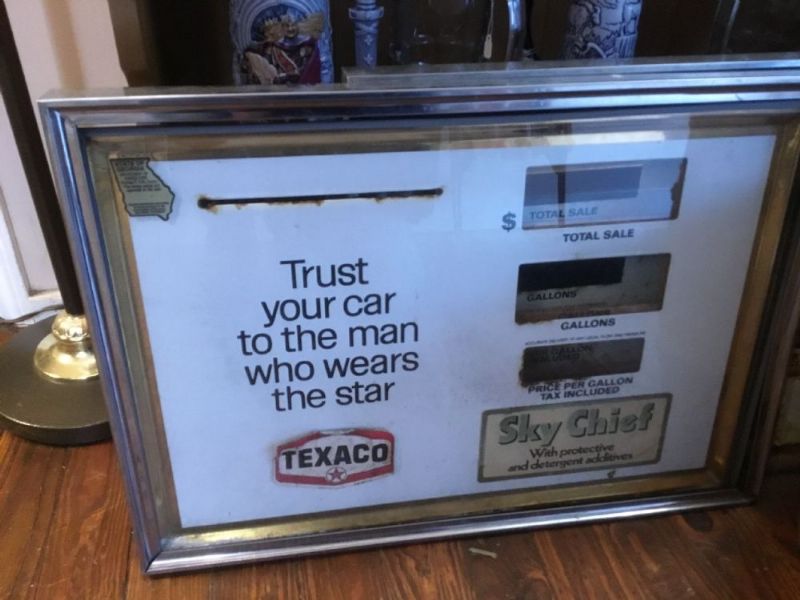 Trust
your car
to the man
who wears
the star
TEXACO
$ TOTAL SALE
TOTAL SALE
GALLONS
GALLONS
PRICE PER GALLON
TAX INCLUDED
Sky Chief
With protective
and detergent additives